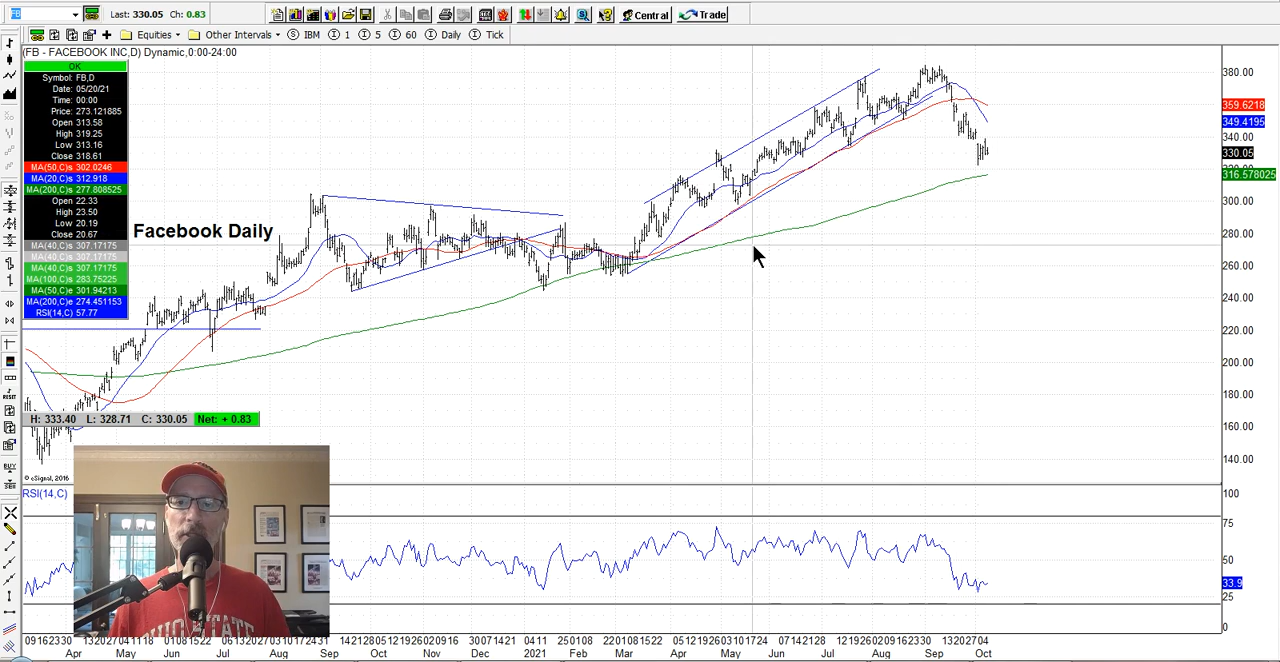 FB
Last: 330.05 Ch: 0.83
Central
Trade
Equities
Other Intervals
S IBM
I 1
I 5
I 60
I Daily
I Tick
(FB - FACEBOOK INC,D) Dynamic,0:00-24:00
OK
Symbol: FB,D
Date: 05/20/21
Time: 00:00
Price: 273.121885
Open 313.58
High 319.25
Low 313.16
Close 318.61
MA(50,C)s 302.0246
MA(20,C)s 312.918
MA(200,C)s 277.808525
Open 22.33
High 23.50
Low 20.19
Close 20.67
MA(40,C)s 307.17175
MA(40,C)s 307.17175
MA(40,C)s 307.17175
MA(100,C)s 283.75225
MA(50,C)e 301.94213
MA(200,C)e 274.451153
RSI(14,C) 57.77
Facebook Daily
380.00
359.6218
349.4195
340.00
330.05
316.578025
300.00
280.00
260.00
240.00
220.00
200.00
180.00
160.00
140.00
H: 333.40 L: 328.71 C: 330.05 Net: + 0.83
© eSignal, 2016
RSI(14,C)
100
75
50
33.9
25
0
RESET
BUY
Apr May Jun Jul Aug Sep Oct Nov Dec 2021 Feb Mar Apr May Jun Jul Aug Sep Oct